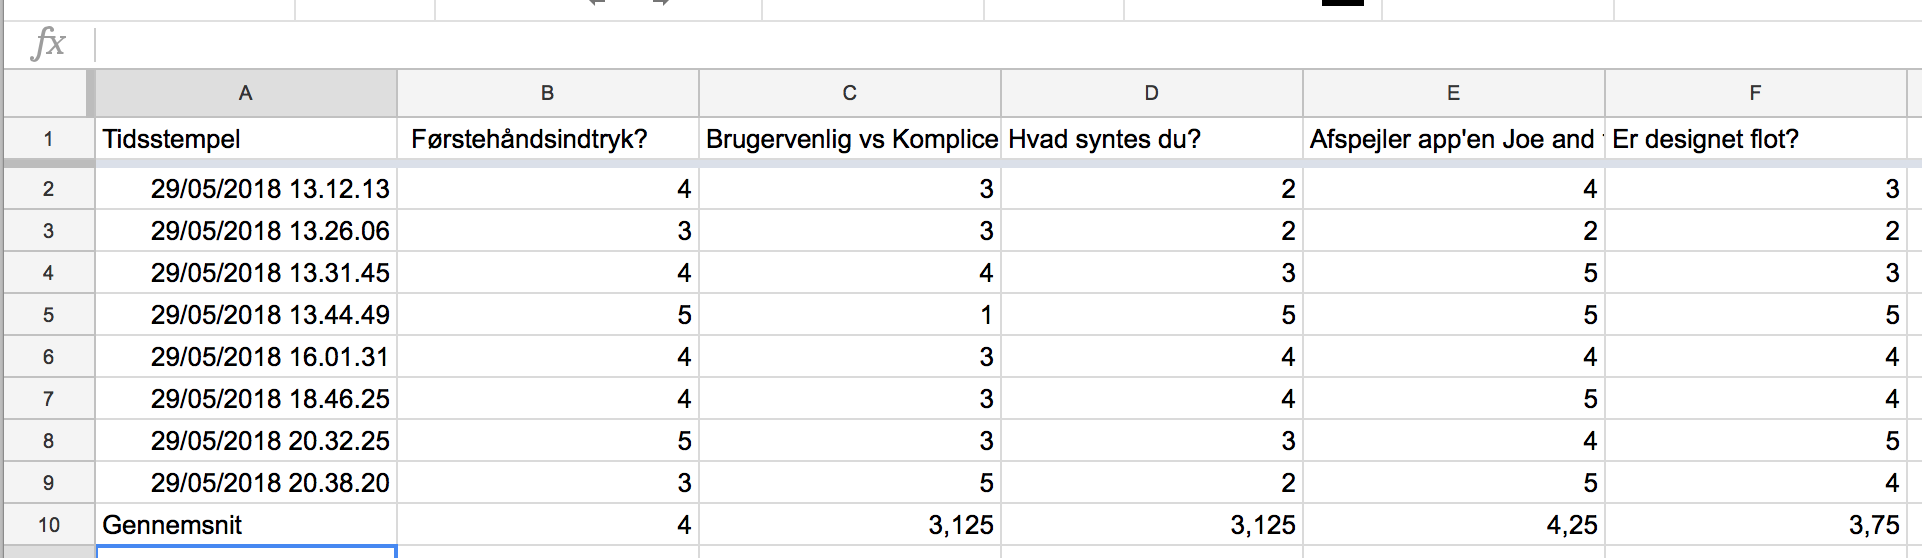 fx
A B C D E F
1 Tidsstempel Førstehåndsindtryk? Brugervenlig vs Komplice Hvad syntes du? Afspejler app'en Joe and Er designet flot?
2 29/05/2018 13.12.13 4 3 2 4 3
3 29/05/2018 13.26.06 3 3 2 2 2
4 29/05/2018 13.31.45 4 4 3 5 3
5 29/05/2018 13.44.49 5 1 5 5 5
6 29/05/2018 16.01.31 4 3 4 4 4
7 29/05/2018 18.46.25 4 3 4 5 4
8 29/05/2018 20.32.25 5 3 3 4 5
9 29/05/2018 20.38.20 3 5 2 5 4
10 Gennemsnit 4 3,125 3,125 4,25 3,75